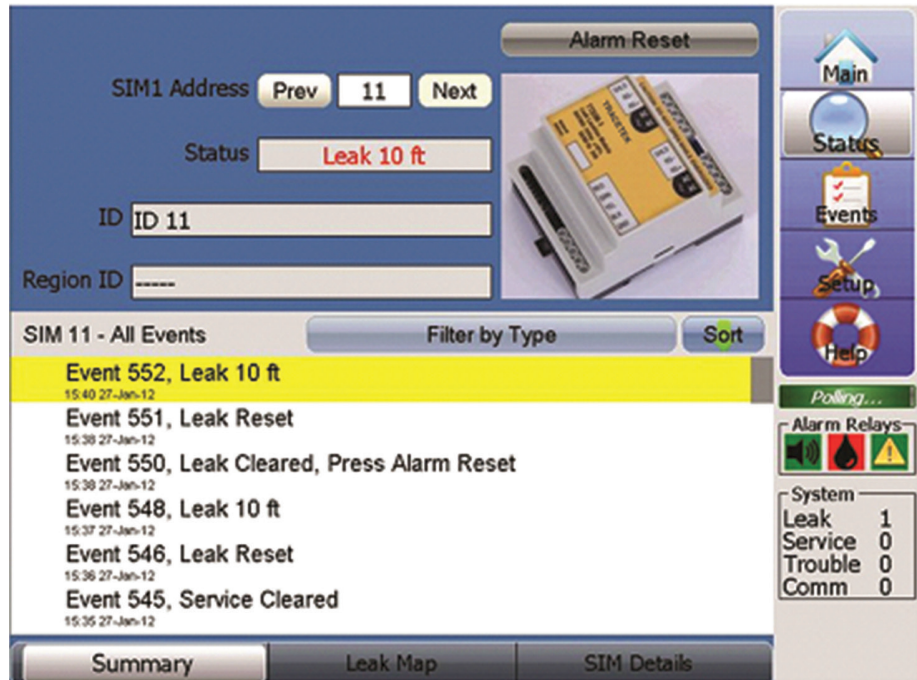 Alarm Reset
SIM1 Address Prev 11 Next
Status Leak 10 ft
ID ID 11
Region ID -----
TRACETEK
SIM 11 - All Events Filter by Type Sort
Event 552, Leak 10 ft
15:40 27-Jan-12
Event 551, Leak Reset
15:38 27-Jan-12
Event 550, Leak Cleared, Press Alarm Reset
15:38 27-Jan-12
Event 548, Leak 10 ft
15:37 27-Jan-12
Event 546, Leak Reset
15:36 27-Jan-12
Event 545, Service Cleared
15:35 27-Jan-12
Summary Leak Map SIM Details
Main
Status
Events
Setup
Help
Polling...
Alarm Relays
System
Leak 1
Service 0
Trouble 0
Comm 0